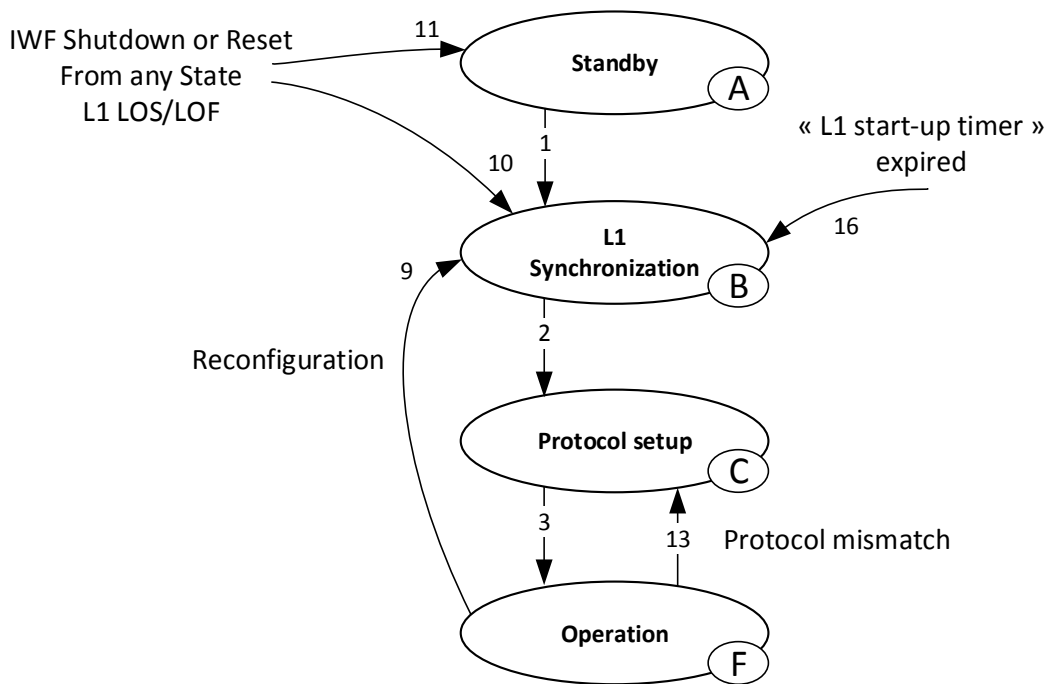 IWF Shutdown or Reset
From any State
L1 LOS/LOF
11
Standby
A
1
10
« L1 start-up timer »
expired
16
L1
Synchronization
B
9
2
Reconfiguration
Protocol setup
C
3
13
Protocol mismatch
Operation
F